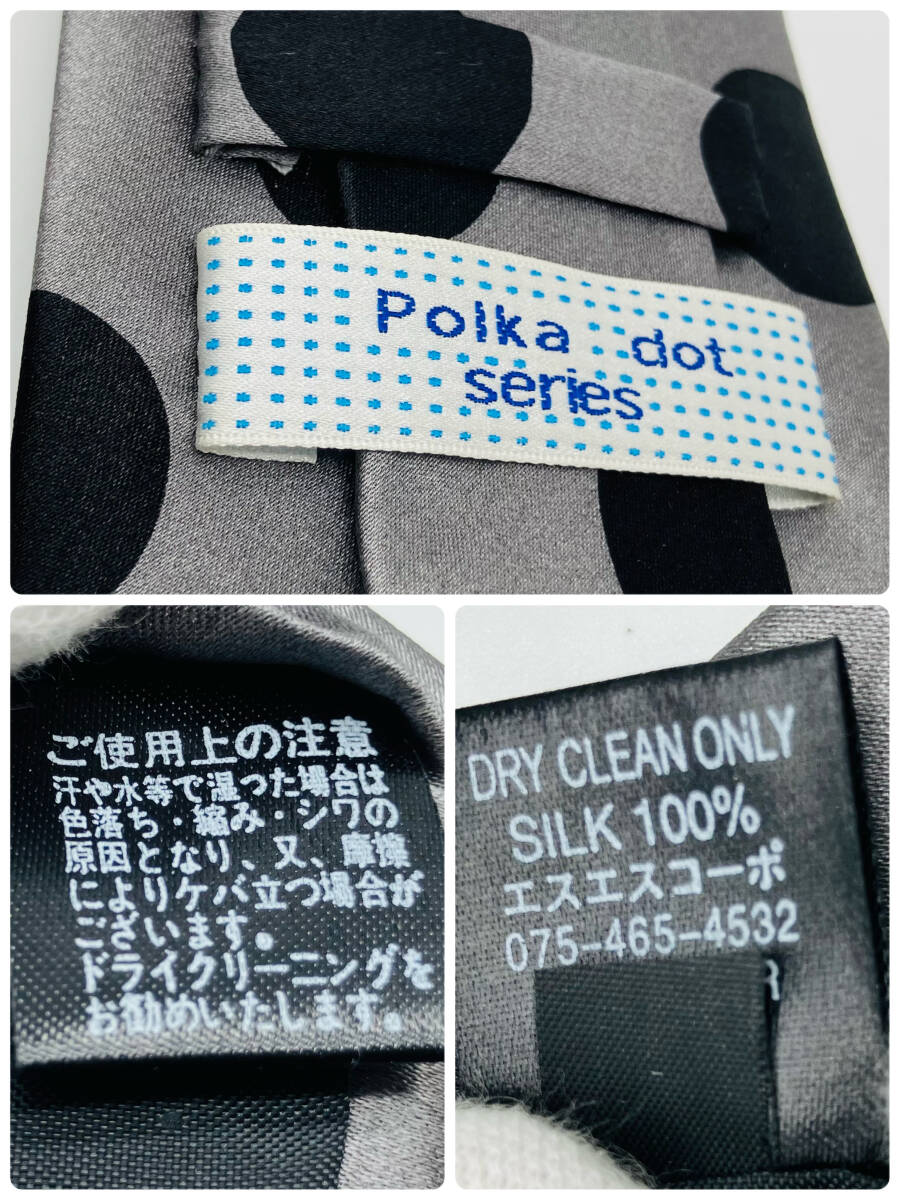 Polka dot
series
ご使用上の注意
汗や水等で湿った場合は
色落ち・縮み・シワの
原因となり、又、摩擦
によりケバ立つ場合が
ございます。
ドライクリーニングを
お勧めいたします。
DRY CLEAN ONLY
SILK 100%
エスエスコーポ
075-465-4532